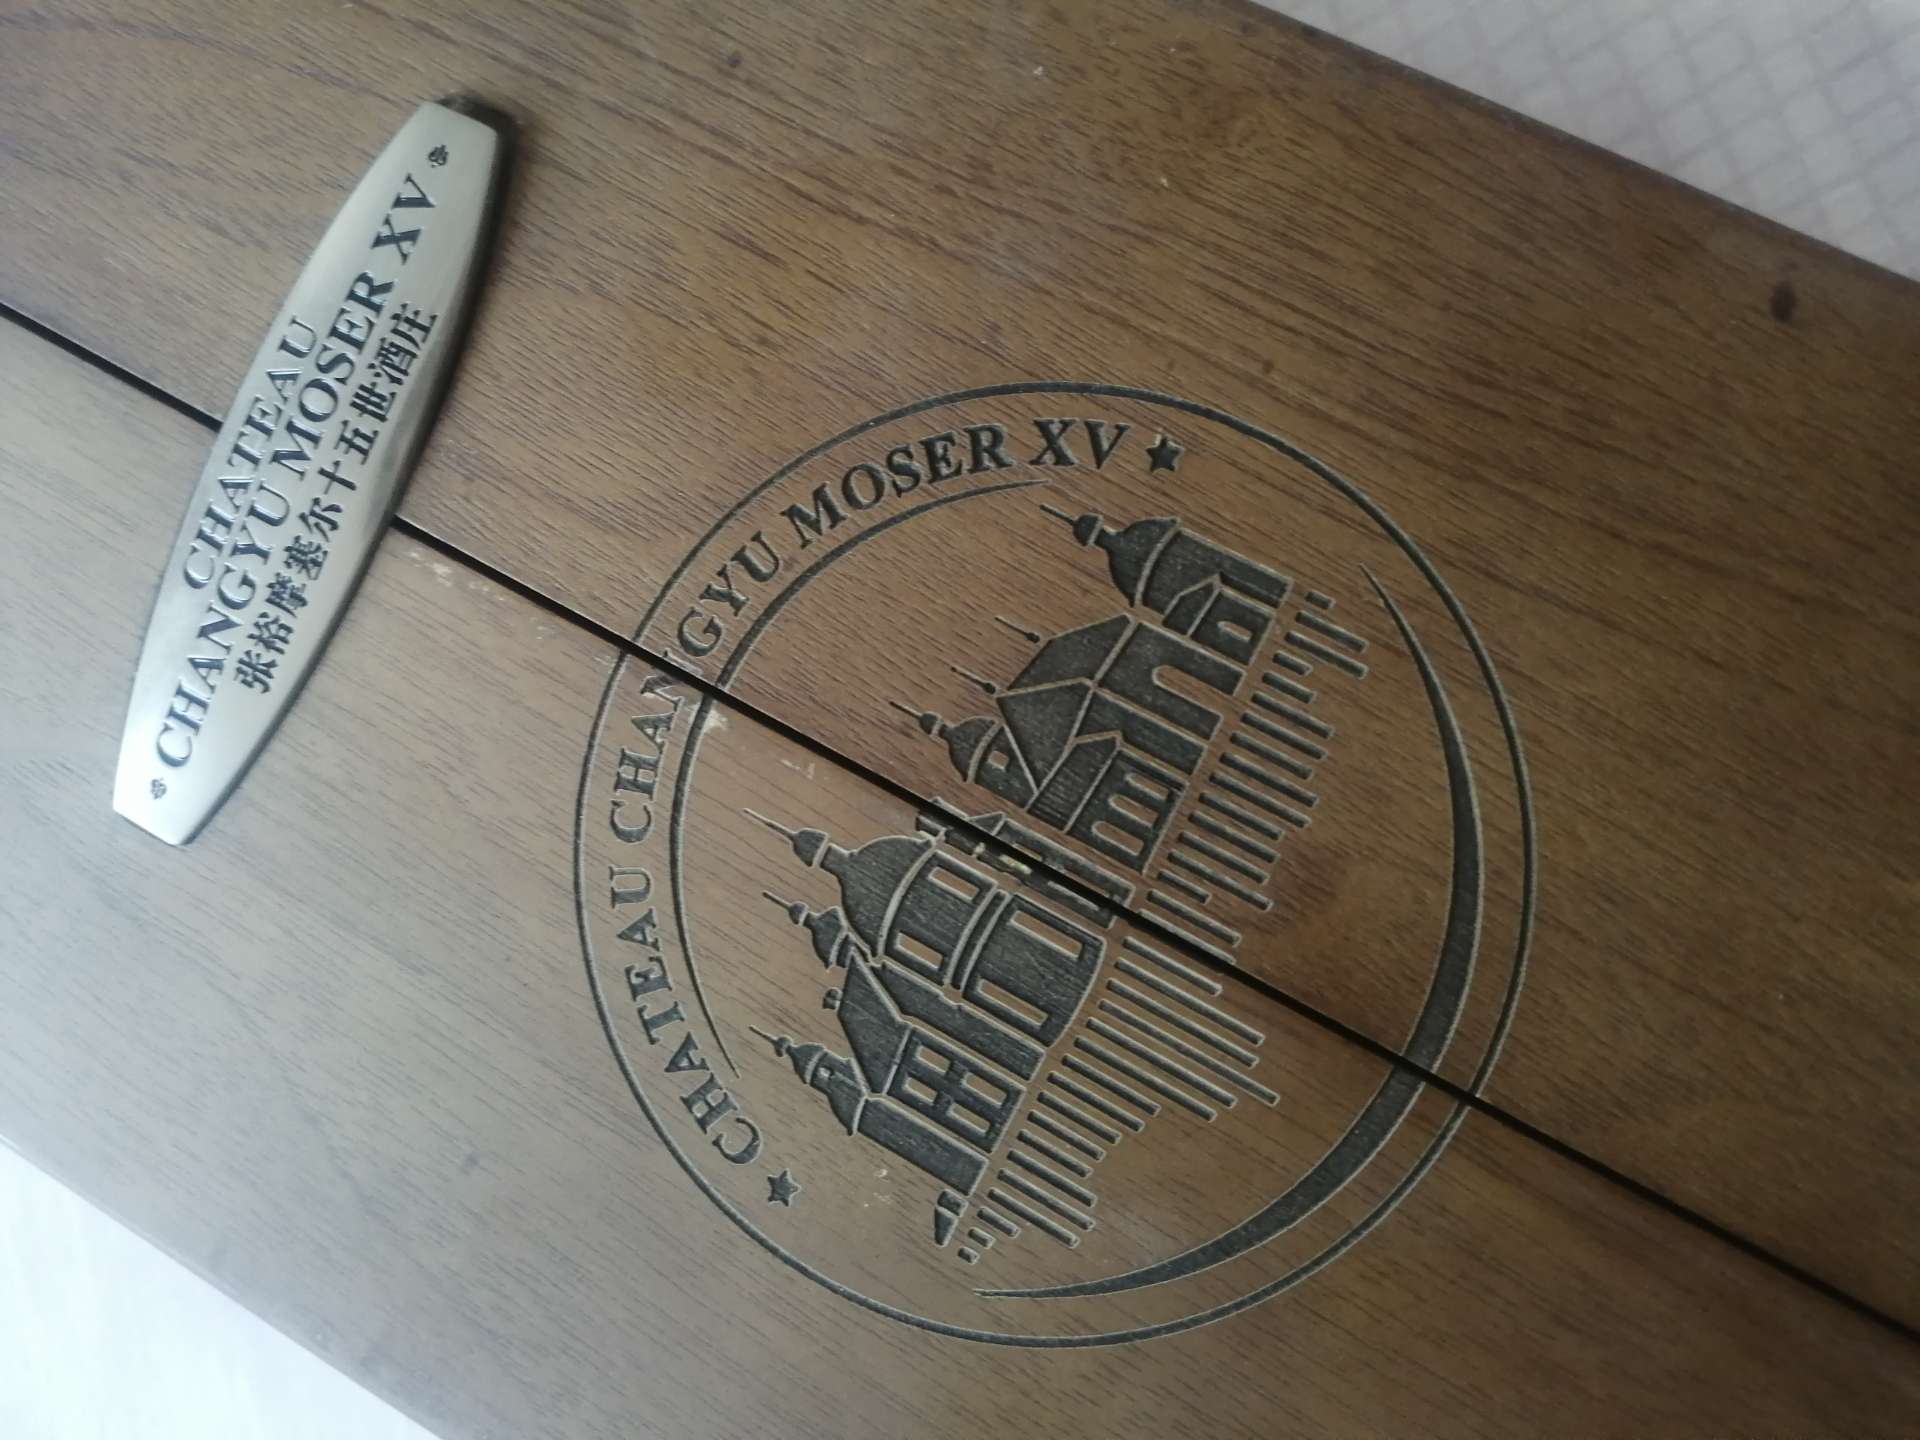 CHATEAU
CHANGYU MOSER XV
张裕摩塞尔十五世酒庄
★ CHATEAU CHANGYU MOSER XV ★